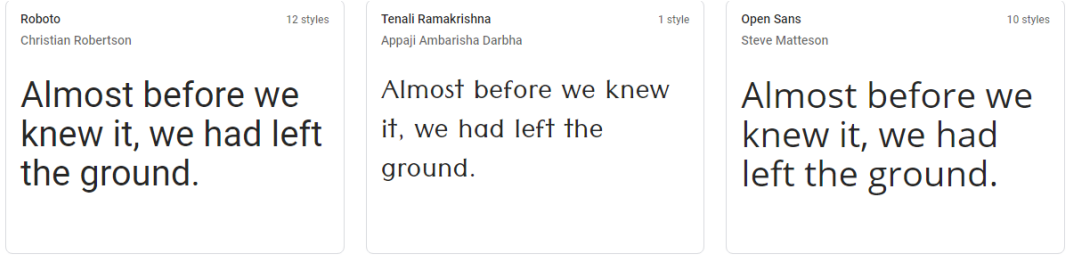 Roboto 12 styles
Christian Robertson
Almost before we
knew it, we had left
the ground.
Tenali Ramakrishna 1 style
Appaji Ambarisha Darbha
Almost before we knew
it, we had left the
ground.
Open Sans 10 styles
Steve Matteson
Almost before we
knew it, we had
left the ground.